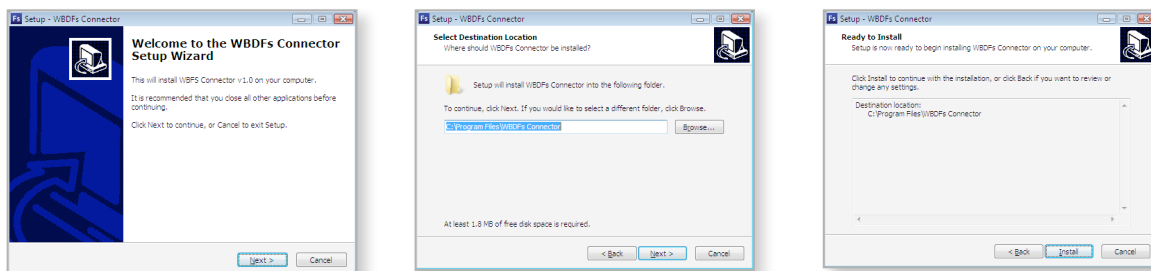 Fs Setup - WBDFs Connector
Welcome to the WBDFs Connector
Setup Wizard
This will install WBFS Connector v1.0 on your computer.
It is recommended that you close all other applications before
continuing.
Click Next to continue, or Cancel to exit Setup.
Next >
Cancel
Fs Setup - WBDFs Connector
Select Destination Location
Where should WBDFs Connector be installed?
Setup will install WBDFs Connector into the following folder.
To continue, click Next. If you would like to select a different folder, click Browse.
C:\Program Files\WBDFs Connector
Browse...
At least 1.8 MB of free disk space is required.
< Back
Next >
Cancel
Fs Setup - WBDFs Connector
Ready to Install
Setup is now ready to begin installing WBDFs Connector on your computer.
Click Install to continue with the installation, or click Back if you want to review or
change any settings.
Destination location:
C:\Program Files\WBDFs Connector
< Back
Install
Cancel